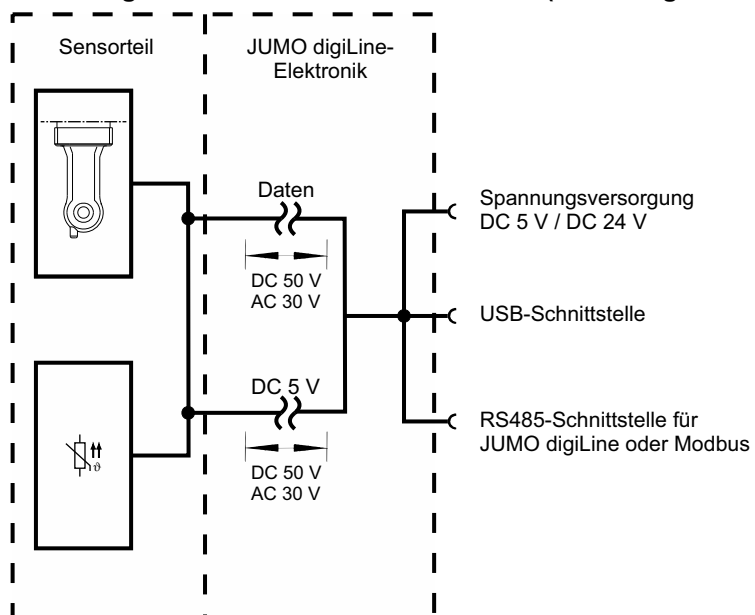 Sensorteil
JUMO digiLine-
Elektronik
Daten
DC 50 V
AC 30 V
DC 5 V
DC 50 V
AC 30 V
ϑ
Spannungsversorgung
DC 5 V / DC 24 V
USB-Schnittstelle
RS485-Schnittstelle für
JUMO digiLine oder Modbus